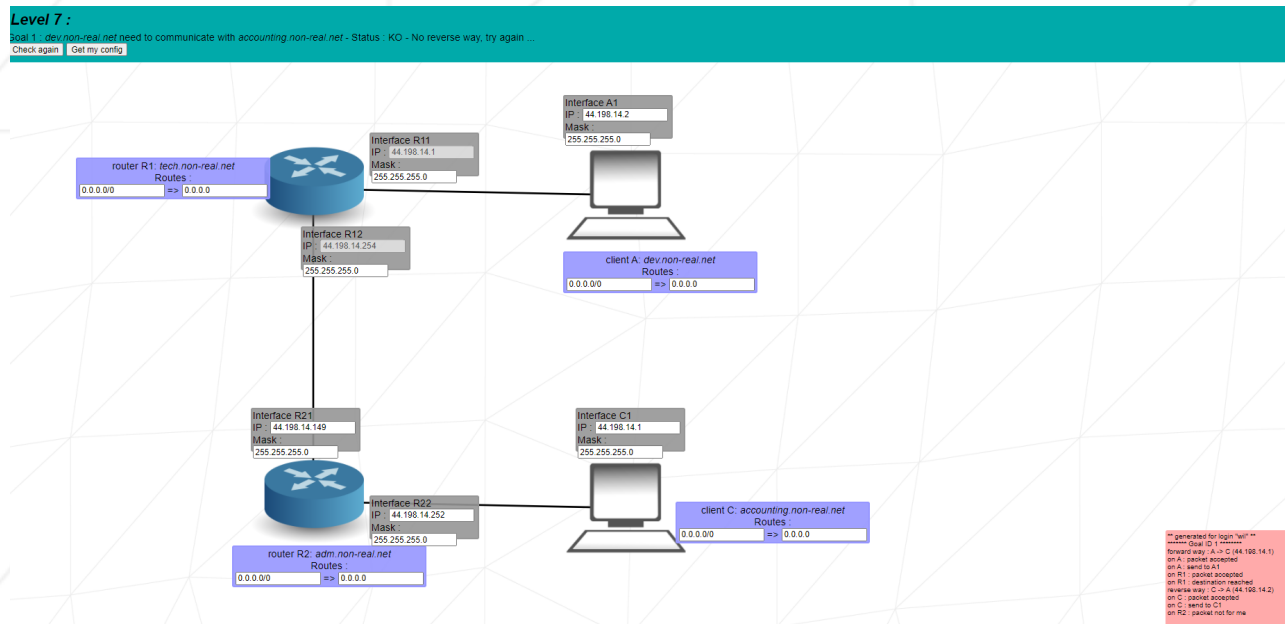 Level 7 :
Goal 1 : dev.non-real.net need to communicate with accounting.non-real.net - Status : KO - No reverse way, try again ...
Check again Get my config
Interface A1
IP : 44.198.14.2
Mask :
255.255.255.0
Interface R11
IP : 44.198.14.1
Mask :
255.255.255.0
router R1: tech.non-real.net
Routes :
0.0.0.0/0 => 0.0.0.0
Interface R12
IP : 44.198.14.254
Mask :
255.255.255.0
client A: dev.non-real.net
Routes :
0.0.0.0/0 => 0.0.0.0
Interface R21
IP : 44.198.14.149
Mask :
255.255.255.0
Interface C1
IP : 44.198.14.1
Mask :
255.255.255.0
Interface R22
IP : 44.198.14.252
Mask :
255.255.255.0
client C: accounting.non-real.net
Routes :
0.0.0.0/0 => 0.0.0.0
router R2: adm.non-real.net
Routes :
0.0.0.0/0 => 0.0.0.0
** generated for login "wil" **
******* Goal ID 1 ********
forward way : A -> C (44.198.14.1)
on A : packet accepted
on A : send to A1
on R1 : packet accepted
on R1 : destination reached
reverse way : C -> A (44.198.14.2)
on C : packet accepted
on C : send to C1
on R2 : packet not for me